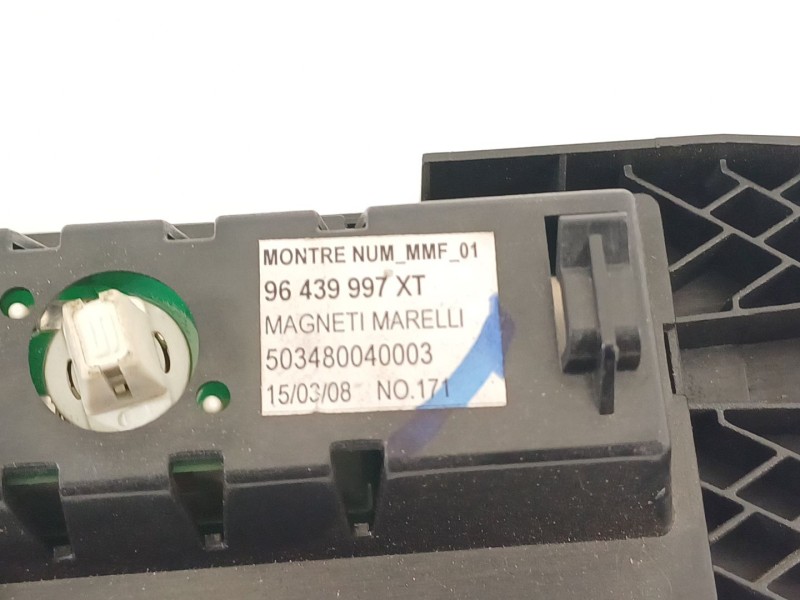 MONTRE NUM_MMF_01
96 439 997 XT
MAGNETI MARELLI
503480040003
15/03/08 NO.171